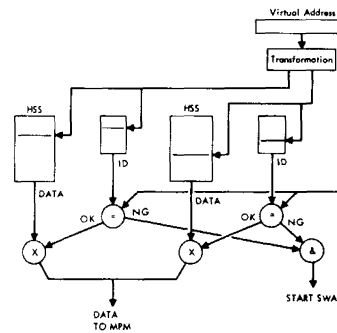 Virtual Address
Transformation
HSS
HSS
ID
ID
DATA
DATA
OK
=
NG
OK
=
NG
X
X
&
DATA
TO MPM
START SWA